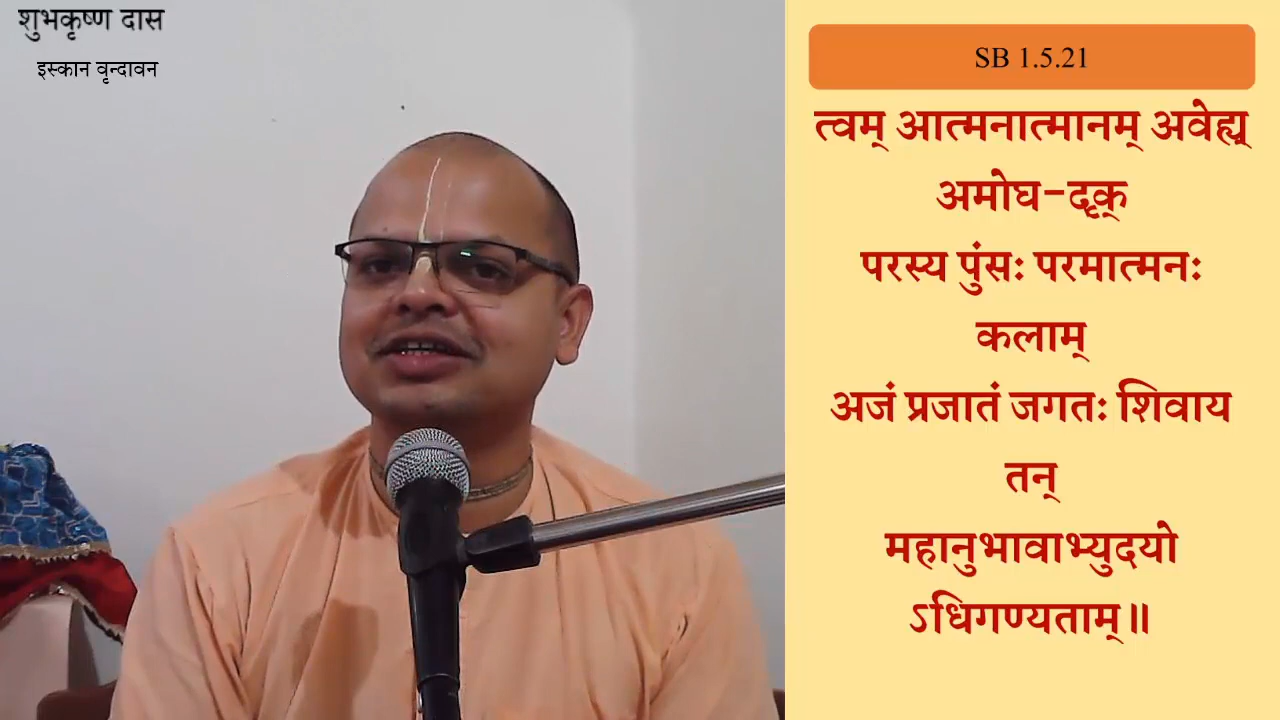 शुभकृष्ण दास
इस्कान वृन्दावन
SB 1.5.21
त्वम् आत्मनात्मानम् अवेह्य्
अमोघ-दृक्
परस्य पुंसः परमात्मनः
कलाम्
अजं प्रजातं जगतः शिवाय
तन्
महानुभावाभ्युदयो
ऽधिगण्यताम्॥